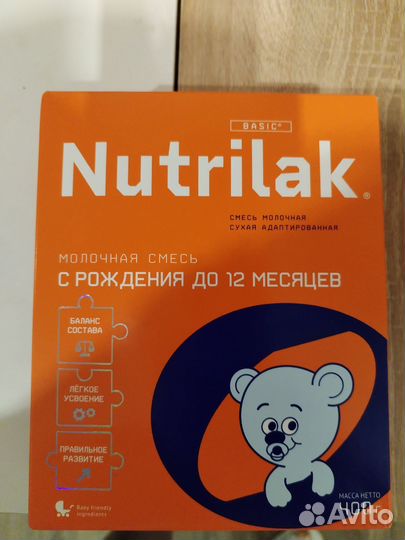 BASIC®
Nutrilak®
СМЕСЬ МОЛОЧНАЯ
СУХАЯ АДАПТИРОВАННАЯ
МОЛОЧНАЯ СМЕСЬ
С РОЖДЕНИЯ ДО 12 МЕСЯЦЕВ
БАЛАНС
СОСТАВА
ЛЁГКОЕ
УСВОЕНИЕ
ПРАВИЛЬНОЕ
РАЗВИТИЕ
Baby friendly
ingredients
МАССА НЕТТО
Avito